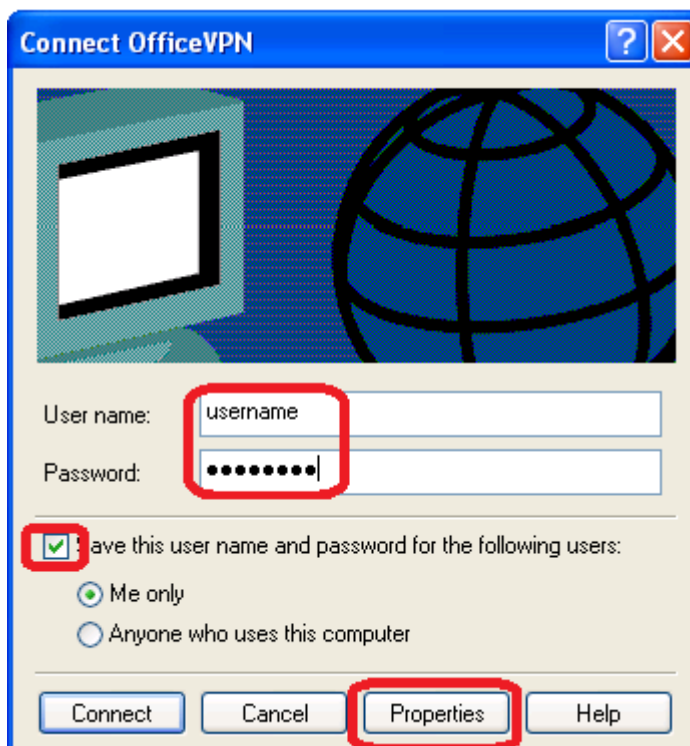 Connect OfficeVPN
User name: username
Password: ••••••••
Save this user name and password for the following users:
Me only
Anyone who uses this computer
Connect Cancel Properties Help